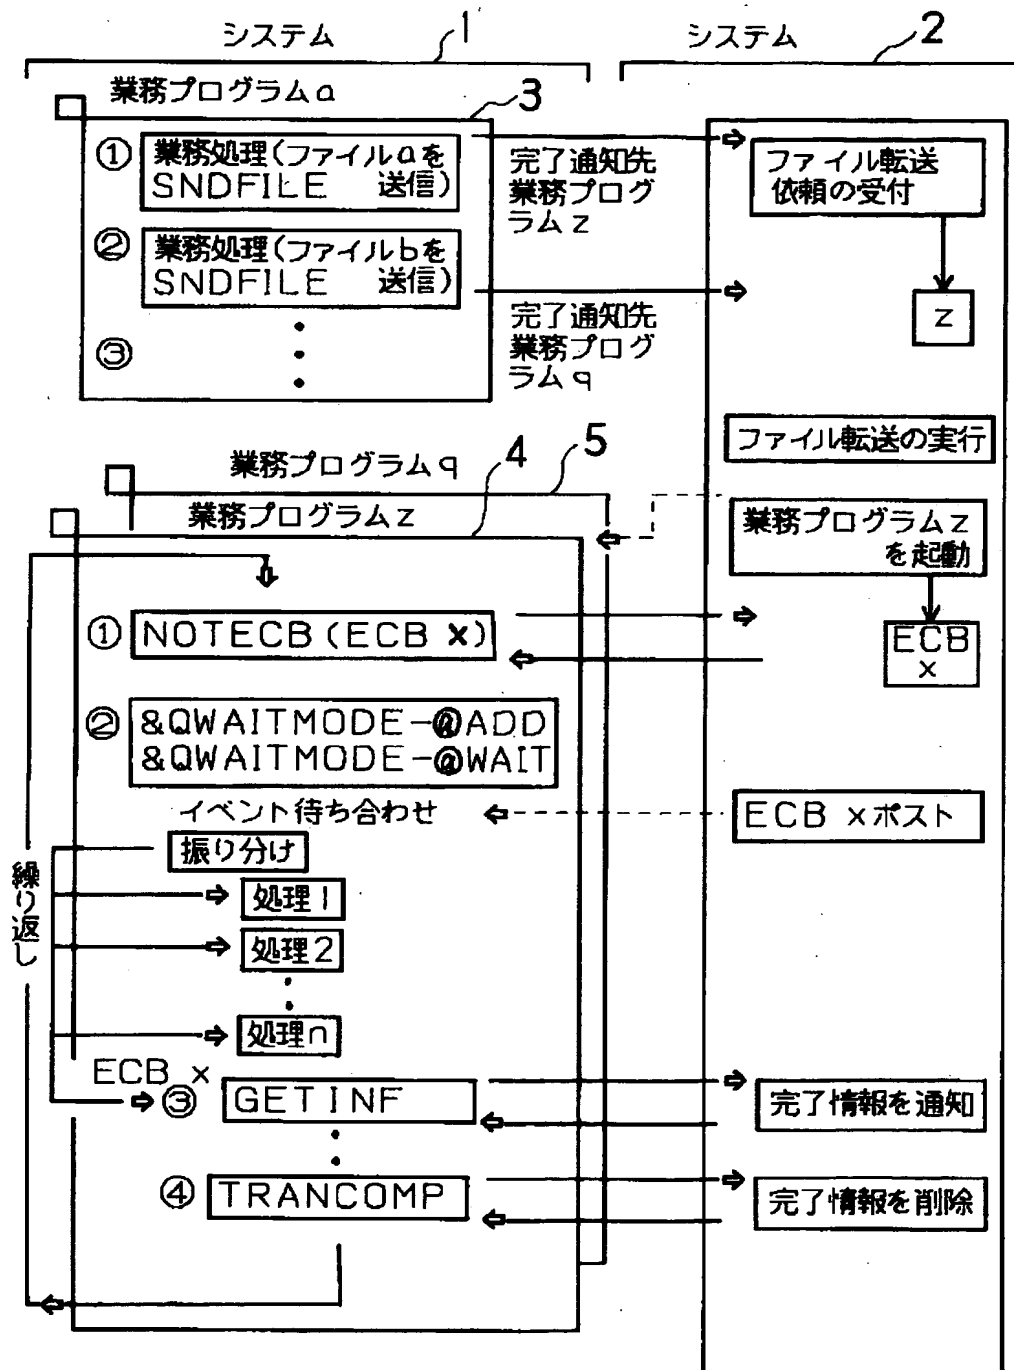 システム 1
システム 2
業務プログラムa
3
① 業務処理(ファイルaを
SNDFILE 送信)
完了通知先
業務プログ
ラムz
ファイル転送
依頼の受付
② 業務処理(ファイルbを
SNDFILE 送信)
z
完了通知先
業務プログ
ラムq
③
ファイル転送の実行
業務プログラムq
5
業務プログラムz
4
業務プログラムz
を起動
① NOTECB(ECB x)
ECB
x
② &QWAITMODE-@ADD
&QWAITMODE-@WAIT
イベント待ち合わせ
ECB xポスト
振り分け
繰り返し
処理1
処理2
処理n
ECB x
③ GETINF
完了情報を通知
④ TRANCOMP
完了情報を削除